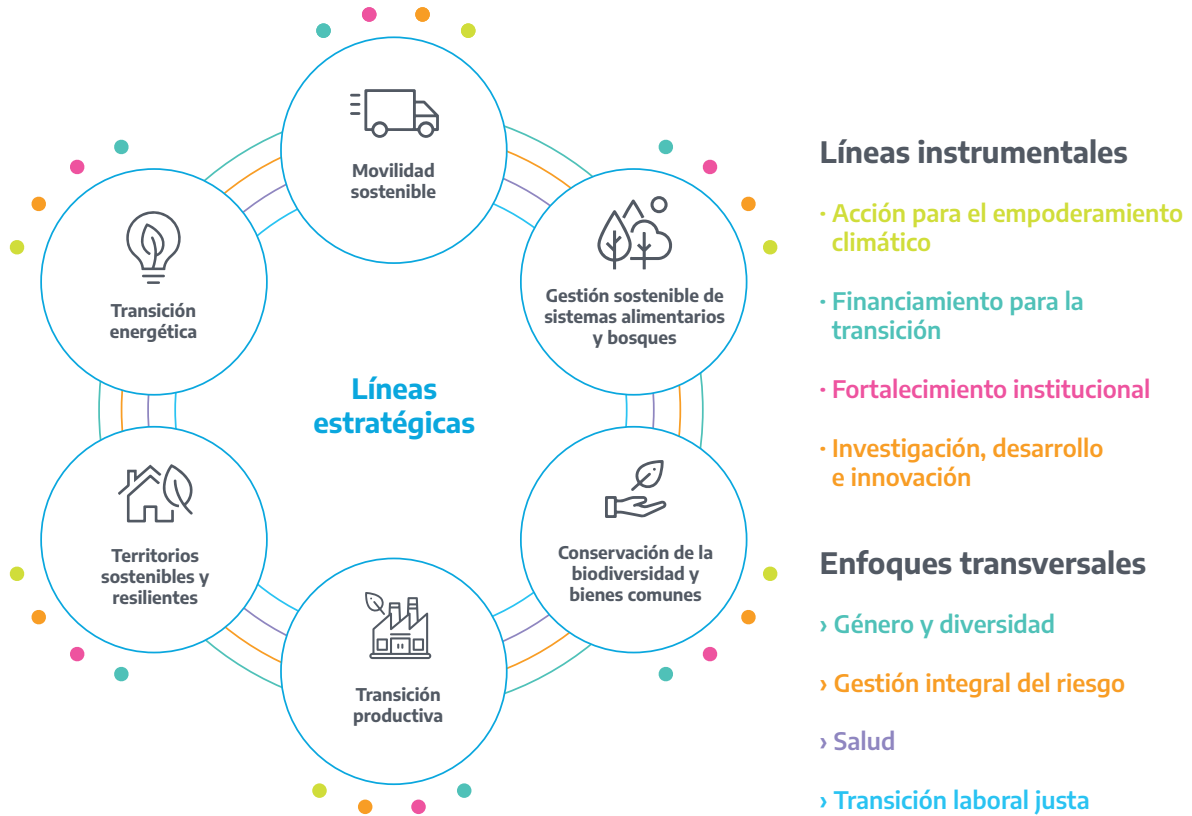 Movilidad
sostenible
Transición
energética
Gestión sostenible de
sistemas alimentarios
y bosques
Líneas
estratégicas
Territorios
sostenibles y
resilientes
Conservación de la
biodiversidad y
bienes comunes
Transición
productiva
Líneas instrumentales
· Acción para el empoderamiento
climático
· Financiamiento para la
transición
· Fortalecimiento institucional
· Investigación, desarrollo
e innovación
Enfoques transversales
› Género y diversidad
› Gestión integral del riesgo
› Salud
› Transición laboral justa